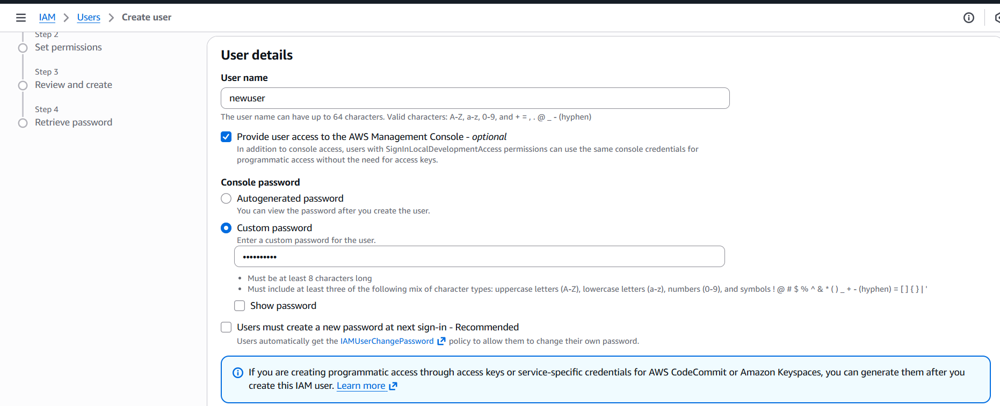 IAM > Users > Create user
Step 2
Set permissions
Step 3
Review and create
Step 4
Retrieve password
User details
User name
newuser
The user name can have up to 64 characters. Valid characters: A-Z, a-z, 0-9, and + = , . @ _ - (hyphen)
Provide user access to the AWS Management Console - optional
In addition to console access, users with SignInLocalDevelopmentAccess permissions can use the same console credentials for
programmatic access without the need for access keys.
Console password
Autogenerated password
You can view the password after you create the user.
Custom password
Enter a custom password for the user.
••••••••••
• Must be at least 8 characters long
• Must include at least three of the following mix of character types: uppercase letters (A-Z), lowercase letters (a-z), numbers (0-9), and symbols ! @ # $ % ^ & * ( ) _ + - (hyphen) = [ ] { } | '
Show password
Users must create a new password at next sign-in - Recommended
Users automatically get the IAMUserChangePassword policy to allow them to change their own password.
If you are creating programmatic access through access keys or service-specific credentials for AWS CodeCommit or Amazon Keyspaces, you can generate them after you
create this IAM user. Learn more